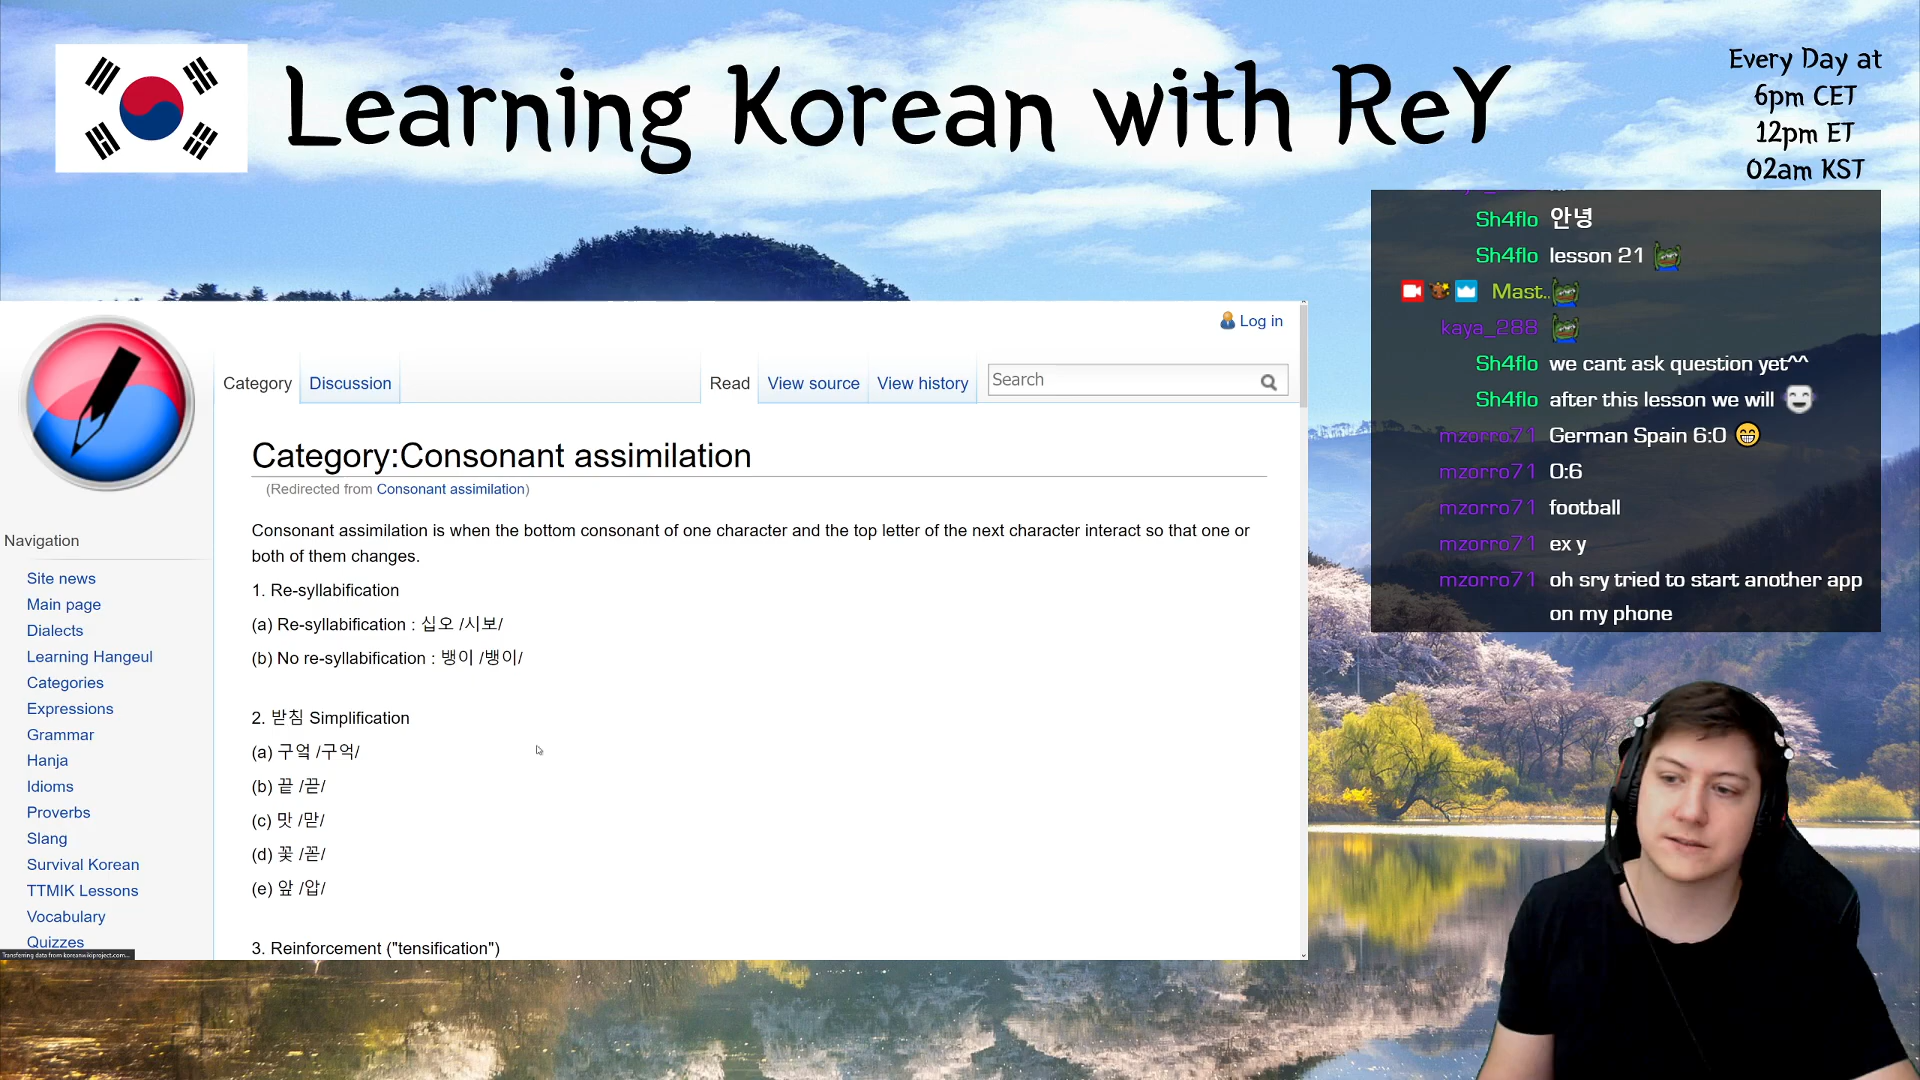 Learning Korean with ReY
Every Day at
6pm CET
12pm ET
02am KST
Sh4flo 안녕
Sh4flo lesson 21
Mast..
kaya_288
Sh4flo we cant ask question yet^^
Sh4flo after this lesson we will
mzorro71 German Spain 6:0
mzorro71 0:6
mzorro71 football
mzorro71 ex y
mzorro71 oh sry tried to start another app
on my phone
Log in
Category Discussion Read View source View history Search
Category:Consonant assimilation
(Redirected from Consonant assimilation)
Consonant assimilation is when the bottom consonant of one character and the top letter of the next character interact so that one or
both of them changes.
1. Re-syllabification
(a) Re-syllabification : 십오 /시보/
(b) No re-syllabification : 뱅이 /뱅이/
2. 받침 Simplification
(a) 구엌 /구억/
(b) 끝 /끋/
(c) 맛 /맏/
(d) 꽃 /꼳/
(e) 앞 /압/
3. Reinforcement ("tensification")
Navigation
Site news
Main page
Dialects
Learning Hangeul
Categories
Expressions
Grammar
Hanja
Idioms
Proverbs
Slang
Survival Korean
TTMIK Lessons
Vocabulary
Quizzes
Transferring data from koreanwikiproject.com...